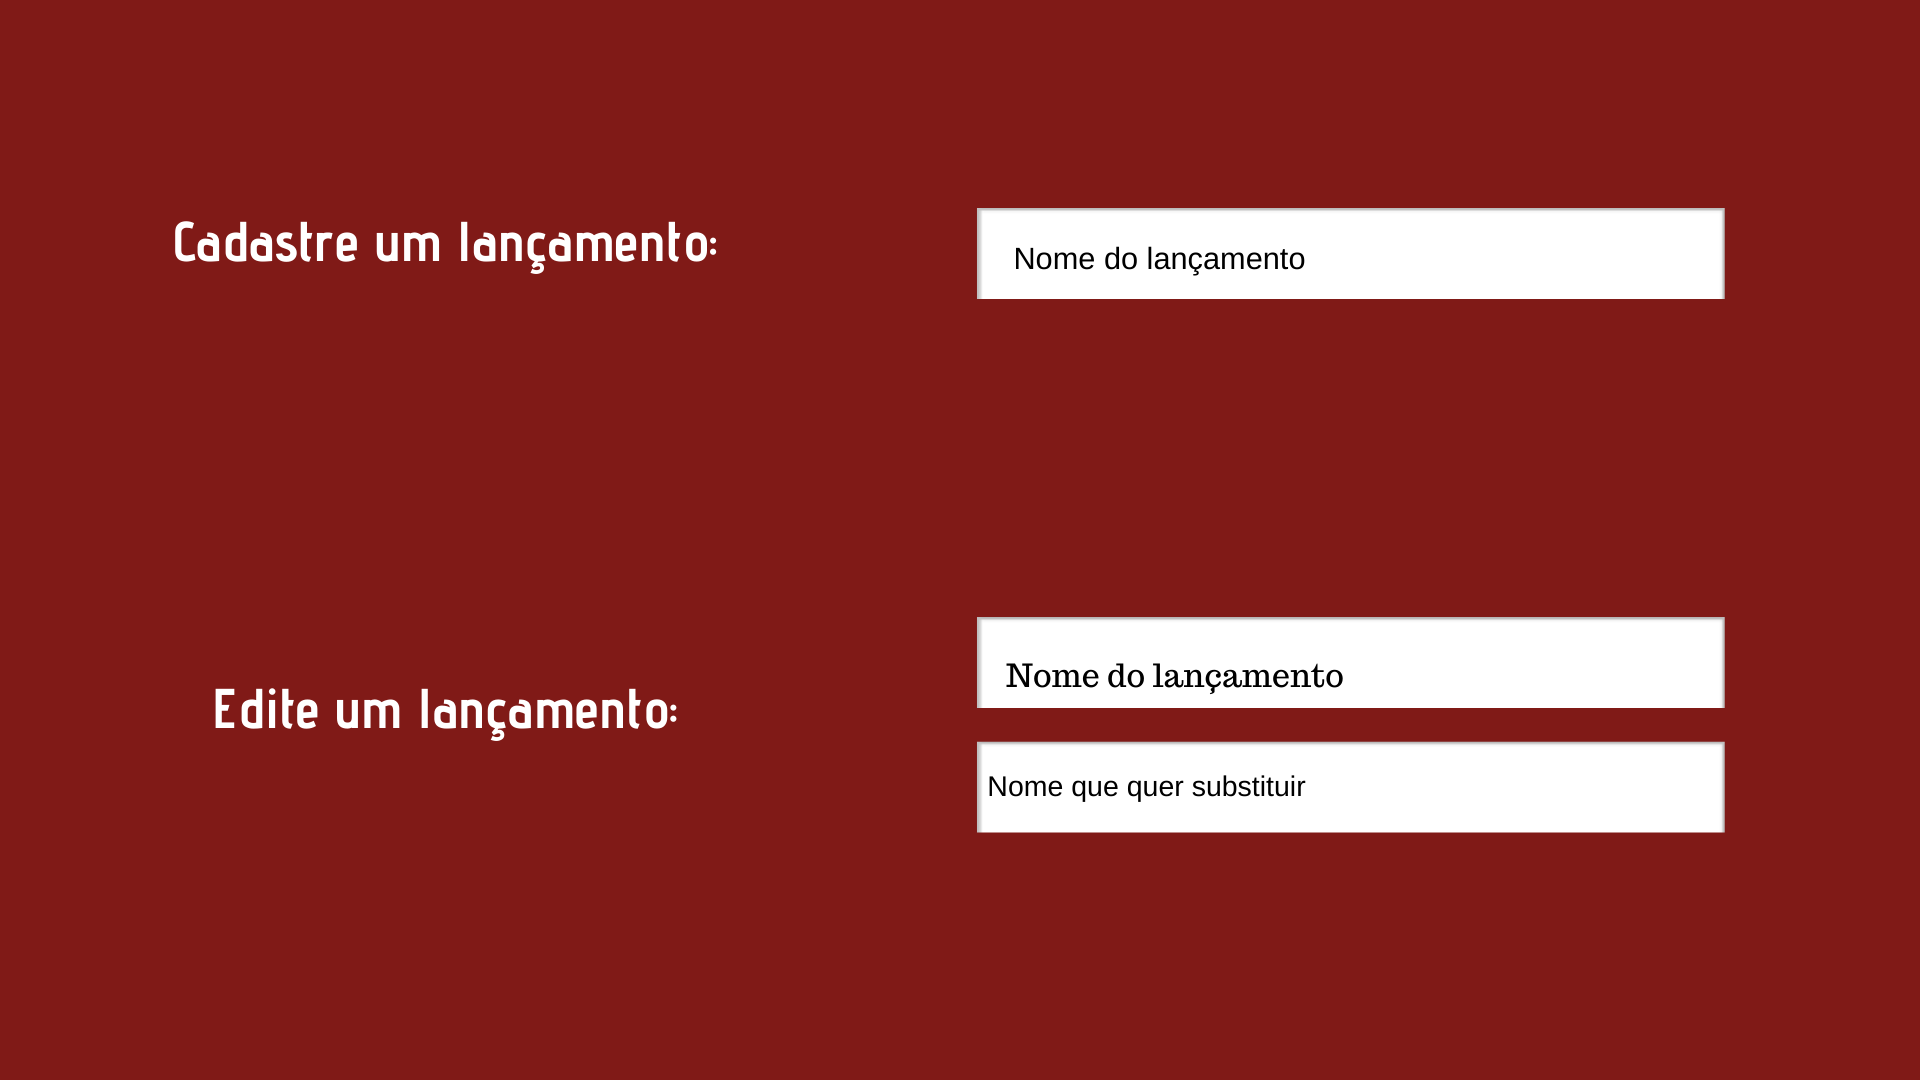 Cadastre um lançamento:
Nome do lançamento
Edite um lançamento:
Nome do lançamento
Nome que quer substituir